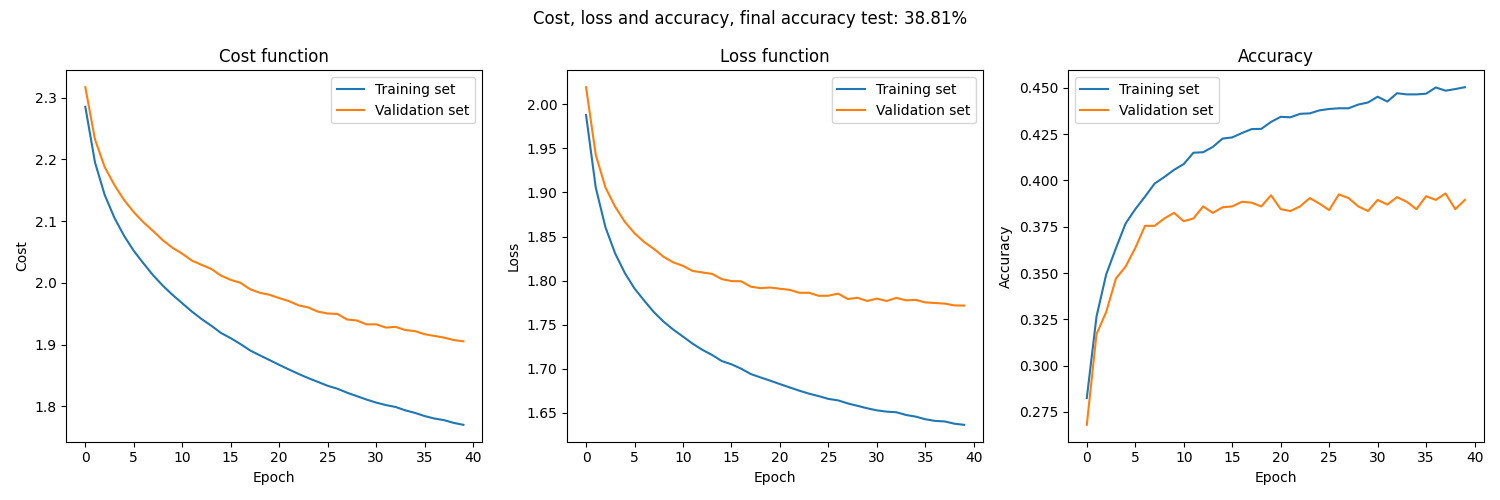 Cost, loss and accuracy, final accuracy test: 38.81%
Cost function
Training set
Validation set
2.3
2.2
2.1
2.0
1.9
1.8
Cost
0 5 10 15 20 25 30 35 40
Epoch
Loss function
Training set
Validation set
2.00
1.95
1.90
1.85
1.80
1.75
1.70
1.65
Loss
0 5 10 15 20 25 30 35 40
Epoch
Accuracy
Training set
Validation set
0.450
0.425
0.400
0.375
0.350
0.325
0.300
0.275
Accuracy
0 5 10 15 20 25 30 35 40
Epoch